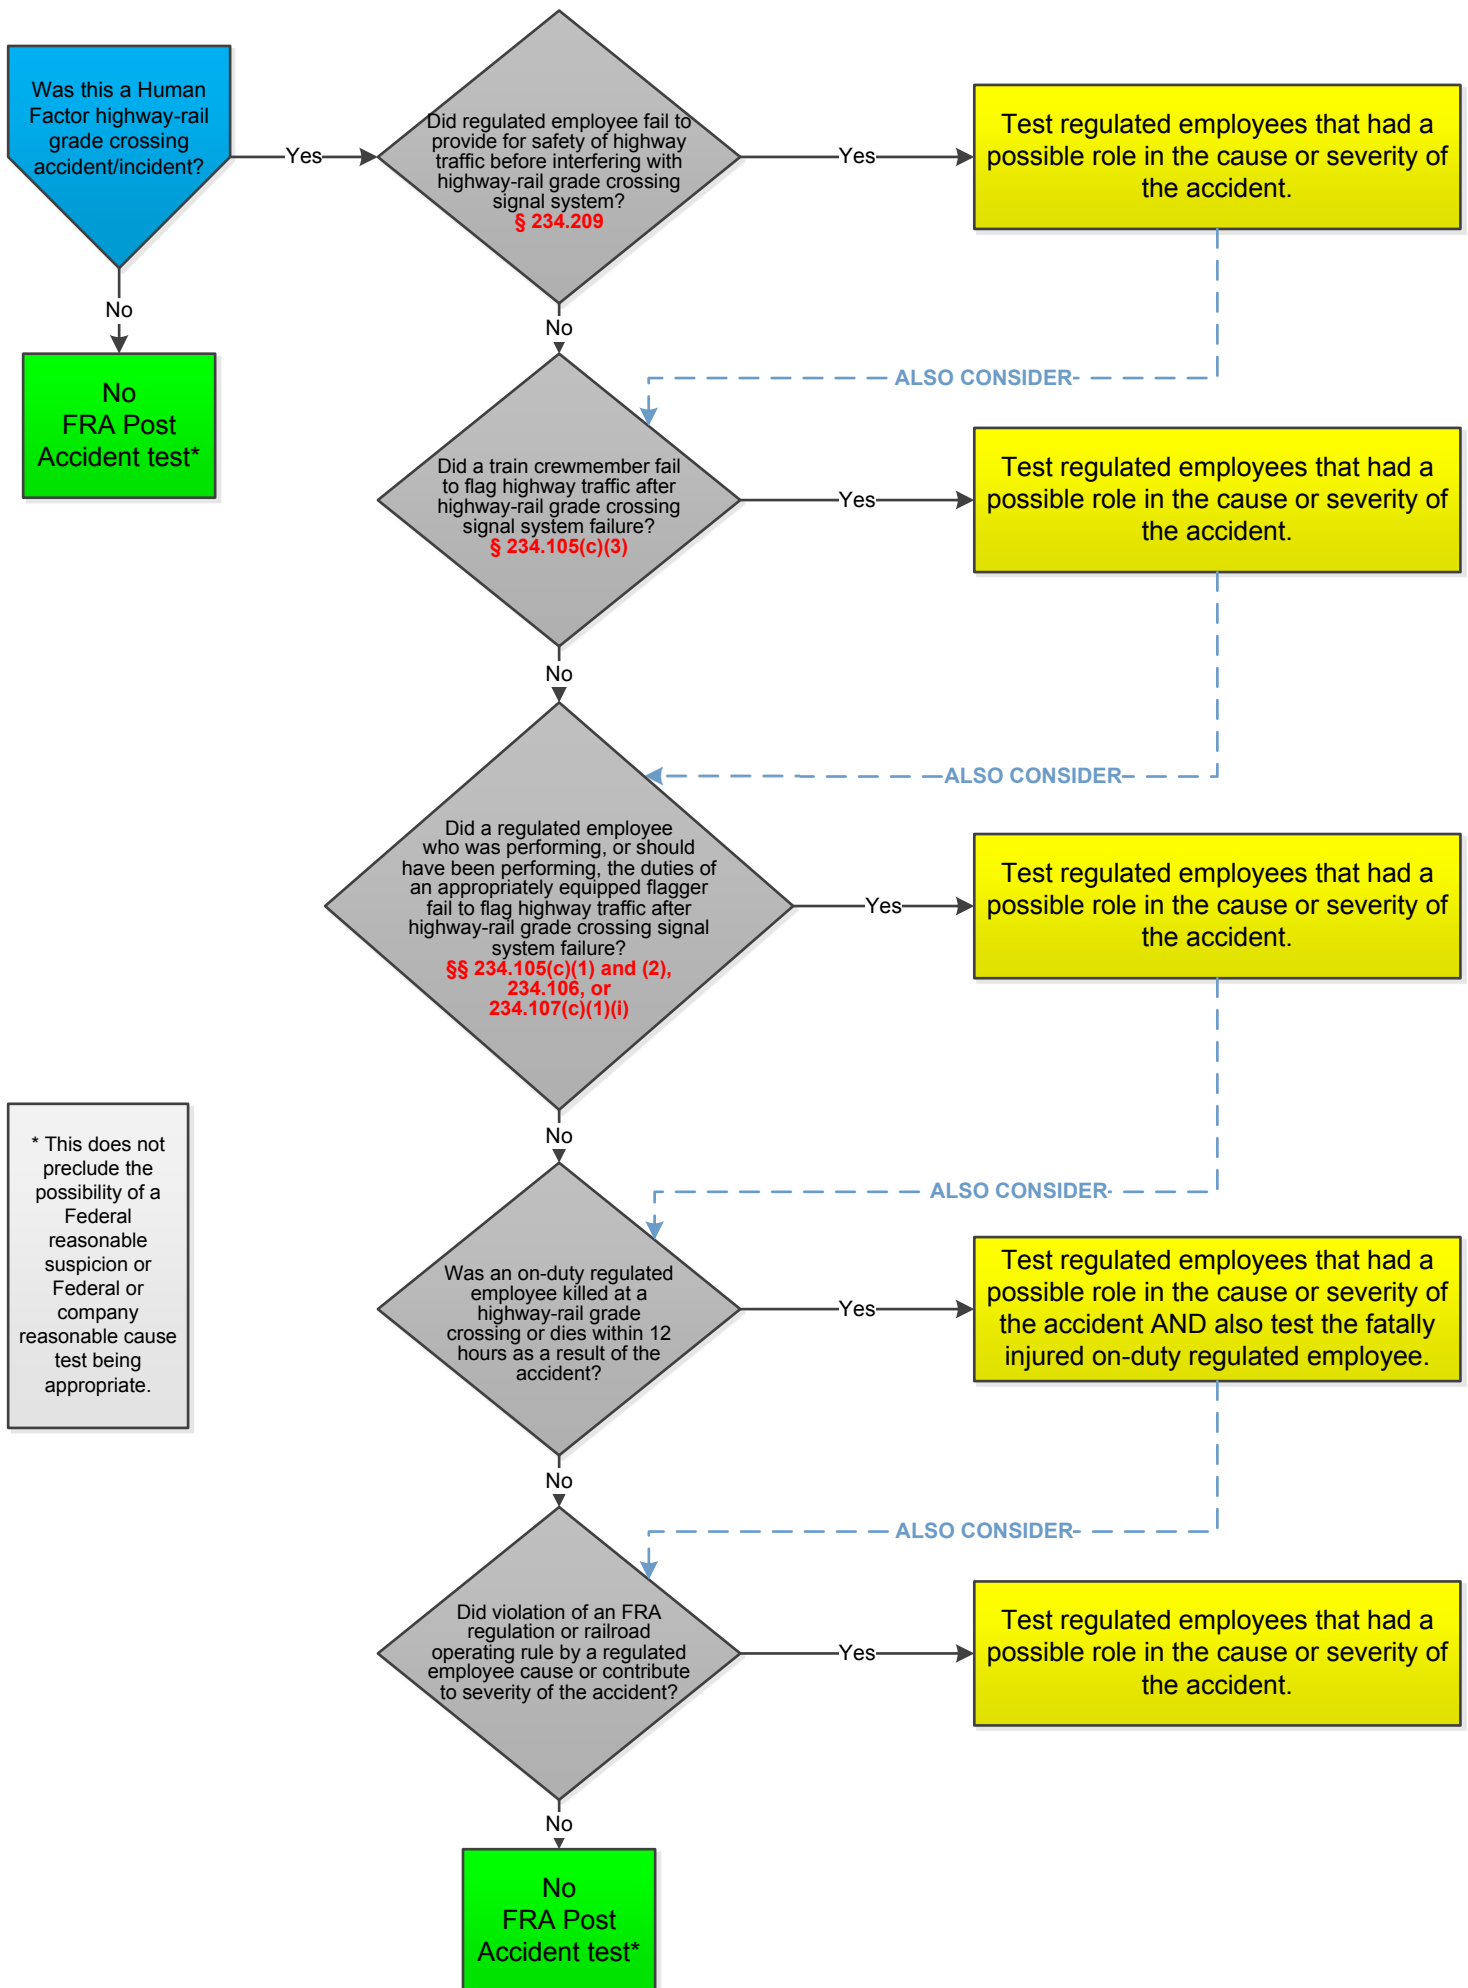 Was this a Human
Factor highway-rail
grade crossing
accident/incident?
Yes
Did regulated employee fail to
provide for safety of highway
traffic before interfering with
highway-rail grade crossing
signal system?
§ 234.209
Yes
Test regulated employees that had a
possible role in the cause or severity of
the accident.
No
No
FRA Post
Accident test*
No
ALSO CONSIDER
Did a train crewmember fail
to flag highway traffic after
highway-rail grade crossing
signal system failure?
§ 234.105(c)(3)
Yes
Test regulated employees that had a
possible role in the cause or severity of
the accident.
No
ALSO CONSIDER
Did a regulated employee
who was performing, or should
have been performing, the duties of
an appropriately equipped flagger
fail to flag highway traffic after
highway-rail grade crossing signal
system failure?
§§ 234.105(c)(1) and (2),
234.106, or
234.107(c)(1)(i)
Yes
Test regulated employees that had a
possible role in the cause or severity of
the accident.
* This does not
preclude the
possibility of a
Federal
reasonable
suspicion or
Federal or
company
reasonable cause
test being
appropriate.
No
ALSO CONSIDER
Was an on-duty regulated
employee killed at a
highway-rail grade
crossing or dies within 12
hours as a result of the
accident?
Yes
Test regulated employees that had a
possible role in the cause or severity of
the accident AND also test the fatally
injured on-duty regulated employee.
No
ALSO CONSIDER
Did violation of an FRA
regulation or railroad
operating rule by a regulated
employee cause or contribute
to severity of the accident?
Yes
Test regulated employees that had a
possible role in the cause or severity of
the accident.
No
No
FRA Post
Accident test*